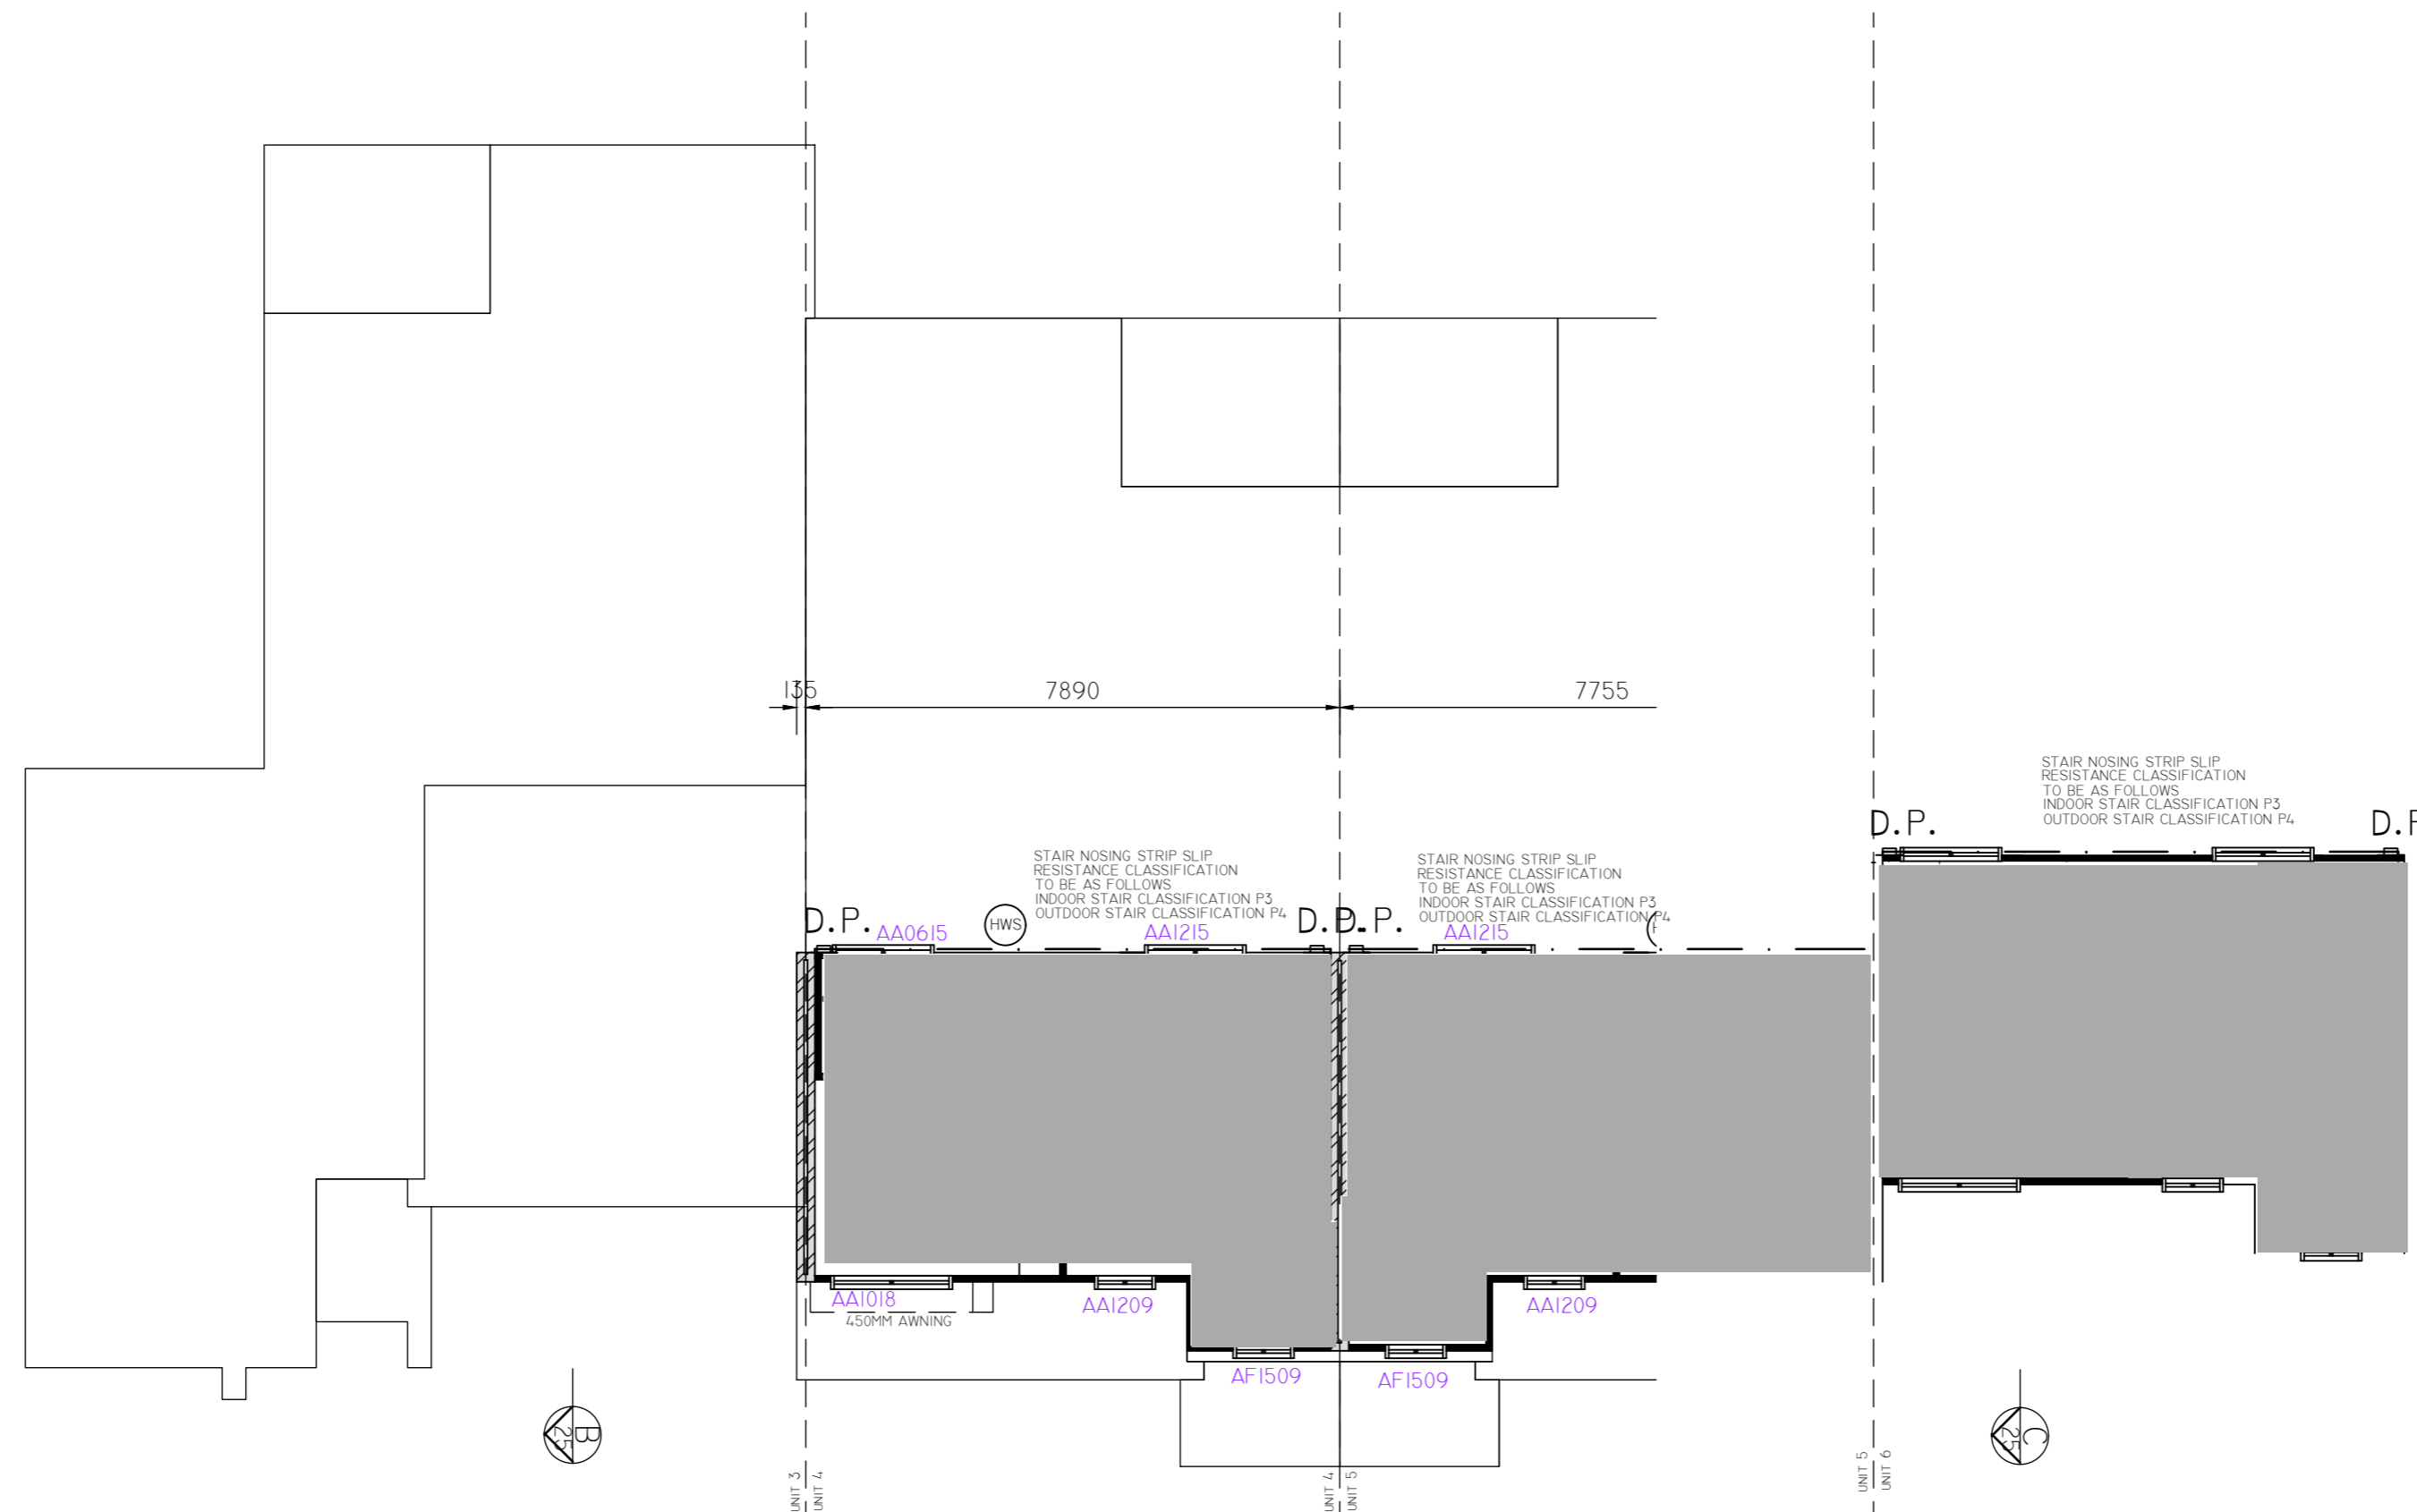 135
7890
7755
STAIR NOSING STRIP SLIP
RESISTANCE CLASSIFICATION
TO BE AS FOLLOWS
INDOOR STAIR CLASSIFICATION P3
OUTDOOR STAIR CLASSIFICATION P4
D.P.
D.P
STAIR NOSING STRIP SLIP
RESISTANCE CLASSIFICATION
TO BE AS FOLLOWS
INDOOR STAIR CLASSIFICATION P3
OUTDOOR STAIR CLASSIFICATION P4
STAIR NOSING STRIP SLIP
RESISTANCE CLASSIFICATION
TO BE AS FOLLOWS
INDOOR STAIR CLASSIFICATION P3
OUTDOOR STAIR CLASSIFICATION P4
D.P.
HWS
D.P.
D.P.
AA0615
AA1215
AA1215
AA1018
450MM AWNING
AA1209
AA1209
AF1509
AF1509
B
25
C
25
UNIT 3
UNIT 4
UNIT 4
UNIT 5
UNIT 5
UNIT 6